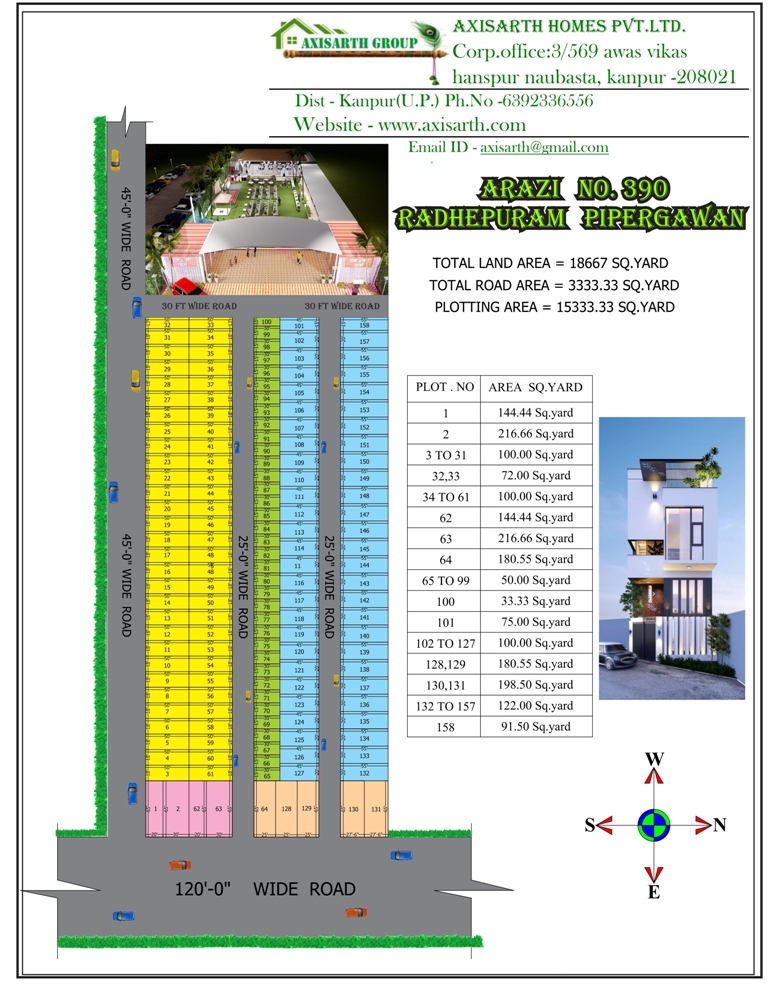 AXISARTH GROUP
AXISARTH HOMES PVT.LTD.
Corp.office:3/569 awas vikas
hanspur naubasta, kanpur -208021
Dist - Kanpur(U.P.) Ph.No -6392336556
Website - www.axisarth.com
Email ID - axisarth@gmail.com
ARAZI NO. 390
RADHEPURAM PIPERGAWAN
TOTAL LAND AREA = 18667 SQ.YARD
TOTAL ROAD AREA = 3333.33 SQ.YARD
PLOTTING AREA = 15333.33 SQ.YARD
45'-0" WIDE ROAD
30 FT WIDE ROAD 30 FT WIDE ROAD
32 33 100 101 158
31 34 99 102 157
30 35 98 103 156
29 36 97 104 155
28 37 96 105 154
27 38 95 106 153
26 39 94 107 152
25 40 93 108 151
24 41 92 109 150
23 42 91 110 149
22 43 90 111 148
21 44 89 112 147
20 45 88 113 146
19 46 87 114 145
18 47 86 11 144
17 48 85 116 143
16 48 84 117 142
15 49 83 118 141
14 50 82 119 140
13 51 81 120 139
12 52 80 121 138
11 53 79 122 137
10 54 78 123 136
9 55 77 124 135
8 56 76 125 134
7 57 75 126 133
6 58 74 127 132
5 59 73
4 60 72
3 61 71
70
69
68
67
66
65
45'-0" WIDE ROAD
25'-0" WIDE ROAD
25'-0" WIDE ROAD
1 2 62 63 64 128 129 130 131
120'-0" WIDE ROAD
PLOT . NO AREA SQ.YARD
1 144.44 Sq.yard
2 216.66 Sq.yard
3 TO 31 100.00 Sq.yard
32,33 72.00 Sq.yard
34 TO 61 100.00 Sq.yard
62 144.44 Sq.yard
63 216.66 Sq.yard
64 180.55 Sq.yard
65 TO 99 50.00 Sq.yard
100 33.33 Sq.yard
101 75.00 Sq.yard
102 TO 127 100.00 Sq.yard
128,129 180.55 Sq.yard
130,131 198.50 Sq.yard
132 TO 157 122.00 Sq.yard
158 91.50 Sq.yard
W
S N
E